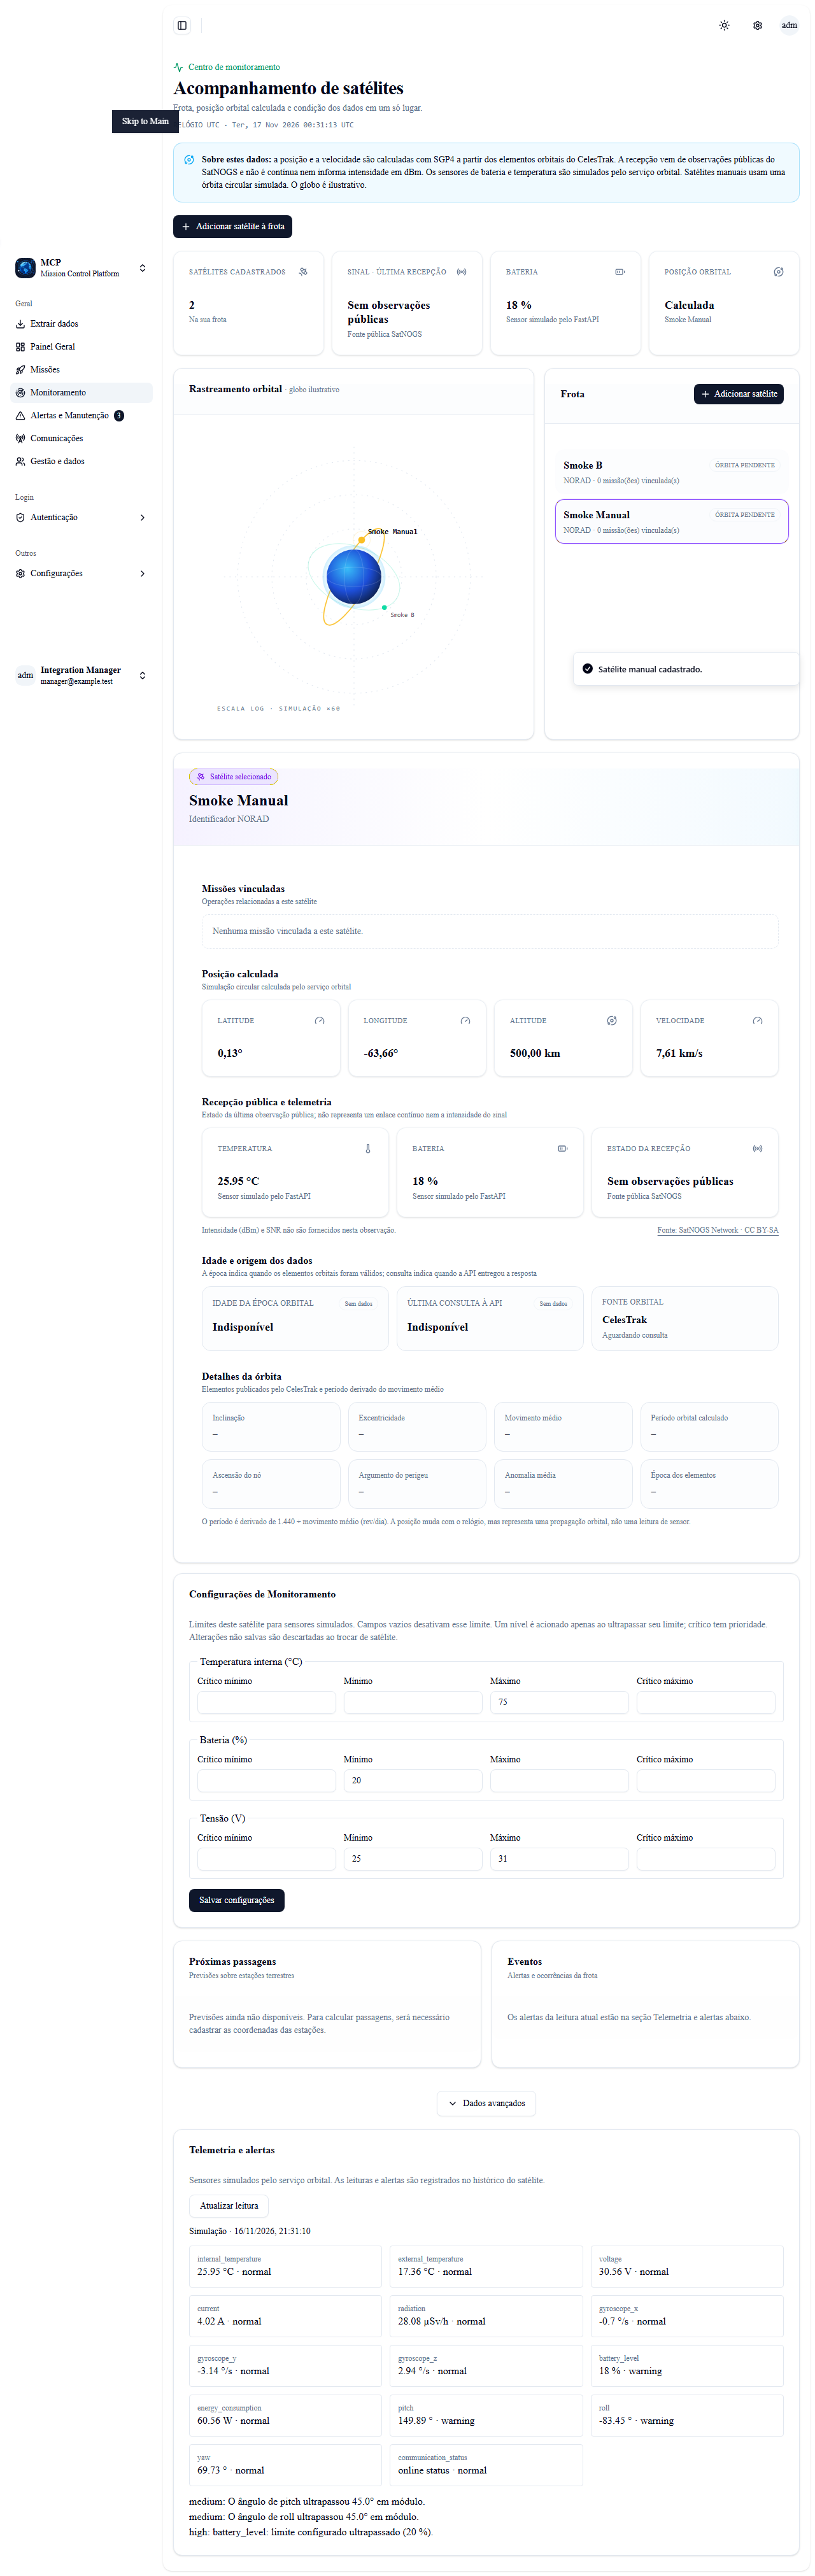 adm
Centro de monitoramento
Acompanhamento de satélites
Frota, posição orbital calculada e condição dos dados em um só lugar.
Skip to Main
ELÓGIO UTC - Ter, 17 Nov 2026 00:31:13 UTC
Sobre estes dados: a posição e a velocidade são calculadas com SGP4 a partir dos elementos orbitais do CelesTrak. A recepção vem de observações públicas do
SatNOGS e não é contínua nem informa intensidade em dBm. Os sensores de bateria e temperatura são simulados pelo serviço orbital. Satélites manuais usam uma
órbita circular simulada. O globo é ilustrativo.
Adicionar satélite à frota
MCP
Mission Control Platform
Geral
Extrair dados
Painel Geral
Missões
Monitoramento
Alertas e Manutenção 3
Comunicações
Gestão e dados
Login
Autenticação
Outros
Configurações
adm
Integration Manager
manager@example.test
SATÉLITES CADASTRADOS
2
Na sua frota
SINAL · ÚLTIMA RECEPÇÃO
Sem observações
públicas
Fonte pública SatNOGS
BATERIA
18 %
Sensor simulado pelo FastAPI
POSIÇÃO ORBITAL
Calculada
Smoke Manual
Rastreamento orbital · globo ilustrativo
Smoke Manual
Smoke B
ESCALA LOG · SIMULAÇÃO ×60
Frota
Adicionar satélite
Smoke B
ÓRBITA PENDENTE
NORAD · 0 missão(ões) vinculada(s)
Smoke Manual
ÓRBITA PENDENTE
NORAD · 0 missão(ões) vinculada(s)
Satélite manual cadastrado.
Satélite selecionado
Smoke Manual
Identificador NORAD
Missões vinculadas
Operações relacionadas a este satélite
Nenhuma missão vinculada a este satélite.
Posição calculada
Simulação circular calculada pelo serviço orbital
LATITUDE
0,13°
LONGITUDE
-63,66°
ALTITUDE
500,00 km
VELOCIDADE
7,61 km/s
Recepção pública e telemetria
Estado da última observação pública; não representa um enlace contínuo nem a intensidade do sinal
TEMPERATURA
25.95 °C
Sensor simulado pelo FastAPI
BATERIA
18 %
Sensor simulado pelo FastAPI
ESTADO DA RECEPÇÃO
Sem observações públicas
Fonte pública SatNOGS
Intensidade (dBm) e SNR não são fornecidos nesta observação.
Fonte: SatNOGS Network · CC BY-SA
Idade e origem dos dados
A época indica quando os elementos orbitais foram válidos; consulta indica quando a API entregou a resposta
IDADE DA ÉPOCA ORBITAL
Sem dados
Indisponível
ÚLTIMA CONSULTA À API
Sem dados
Indisponível
FONTE ORBITAL
CelesTrak
Aguardando consulta
Detalhes da órbita
Elementos publicados pelo CelesTrak e período derivado do movimento médio
Inclinação
–
Excentricidade
–
Movimento médio
–
Período orbital calculado
–
Ascensão do nó
–
Argumento do perigeu
–
Anomalia média
–
Época dos elementos
–
O período é derivado de 1.440 ÷ movimento médio (rev/dia). A posição muda com o relógio, mas representa uma propagação orbital, não uma leitura de sensor.
Configurações de Monitoramento
Limites deste satélite para sensores simulados. Campos vazios desativam esse limite. Um nível é acionado apenas ao ultrapassar seu limite; crítico tem prioridade.
Alterações não salvas são descartadas ao trocar de satélite.
Temperatura interna (°C)
Crítico mínimo
Mínimo
Máximo
Crítico máximo
75
Bateria (%)
Crítico mínimo
Mínimo
Máximo
Crítico máximo
20
Tensão (V)
Crítico mínimo
Mínimo
Máximo
Crítico máximo
25
31
Salvar configurações
Próximas passagens
Previsões sobre estações terrestres
Previsões ainda não disponíveis. Para calcular passagens, será necessário
cadastrar as coordenadas das estações.
Eventos
Alertas e ocorrências da frota
Os alertas da leitura atual estão na seção Telemetria e alertas abaixo.
Dados avançados
Telemetria e alertas
Sensores simulados pelo serviço orbital. As leituras e alertas são registrados no histórico do satélite.
Atualizar leitura
Simulação · 16/11/2026, 21:31:10
internal_temperature
25.95 °C · normal
external_temperature
17.36 °C · normal
voltage
30.56 V · normal
current
4.02 A · normal
radiation
28.08 µSv/h · normal
gyroscope_x
-0.7 °/s · normal
gyroscope_y
-3.14 °/s · normal
gyroscope_z
2.94 °/s · normal
battery_level
18 % · warning
energy_consumption
60.56 W · normal
pitch
149.89 ° · warning
roll
-83.45 ° · warning
yaw
69.73 ° · normal
communication_status
online status · normal
medium: O ângulo de pitch ultrapassou 45.0° em módulo.
medium: O ângulo de roll ultrapassou 45.0° em módulo.
high: battery_level: limite configurado ultrapassado (20 %).